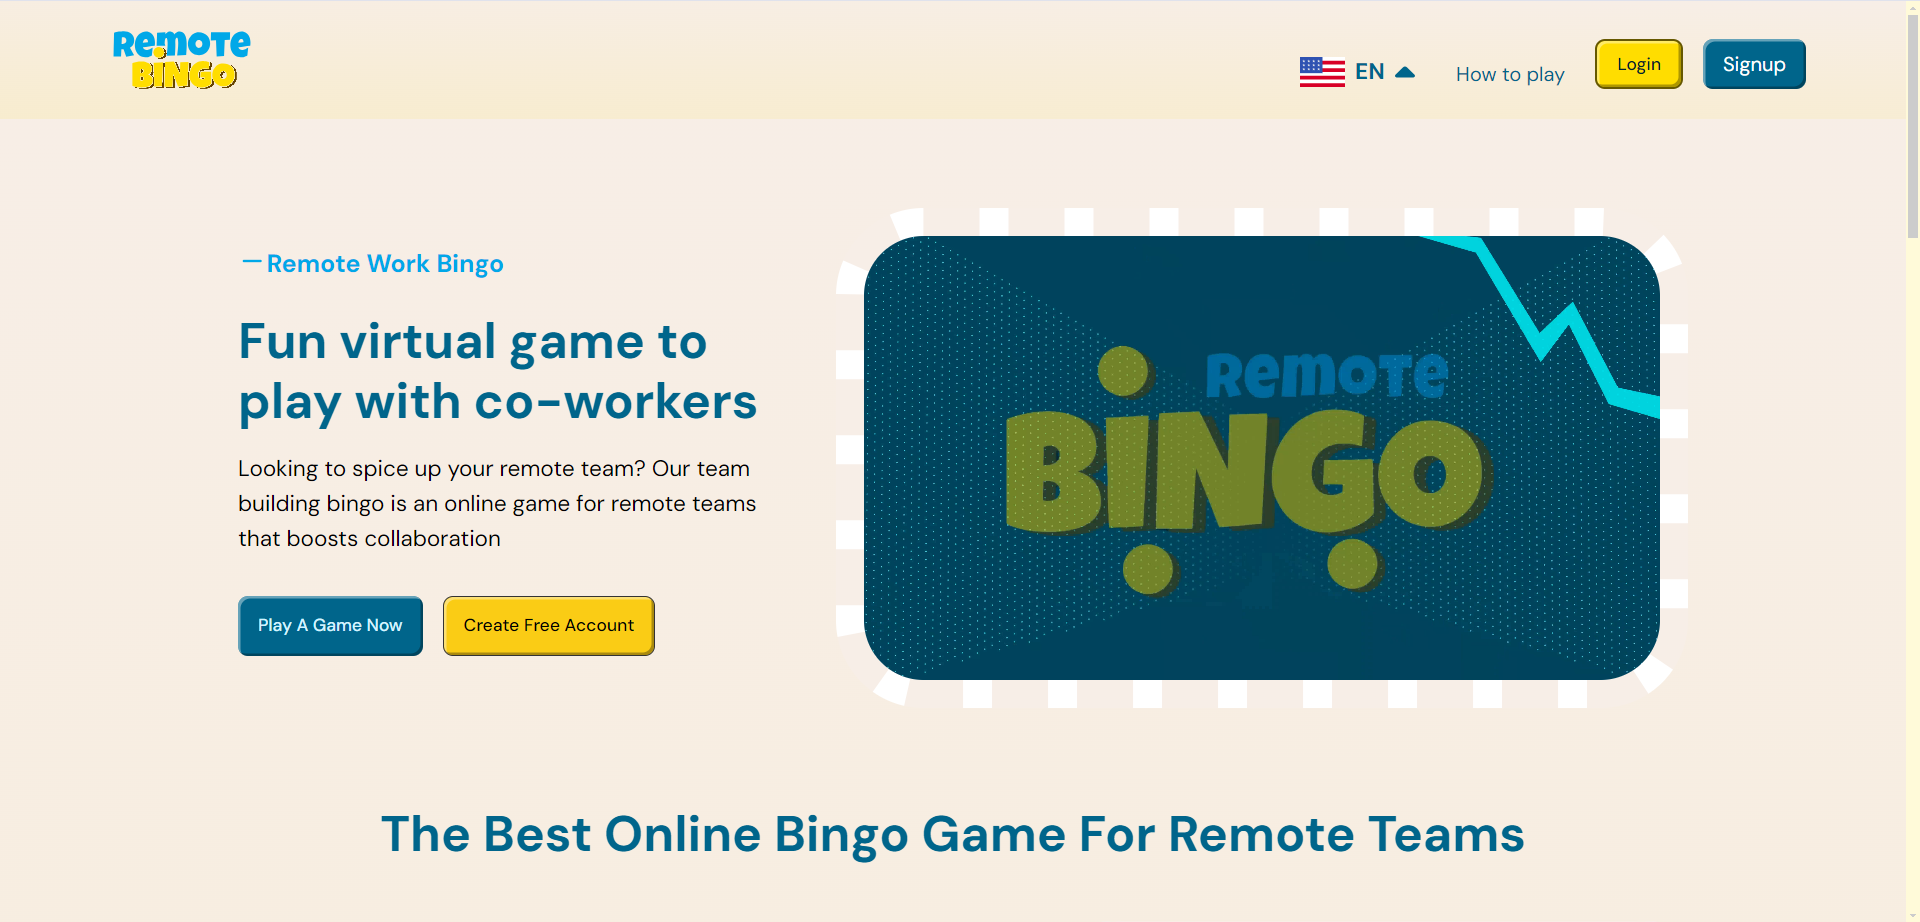 Remote
BINGO
EN
How to play
Login
Signup
Remote Work Bingo
Fun virtual game to
play with co-workers
Looking to spice up your remote team? Our team
building bingo is an online game for remote teams
that boosts collaboration
Play A Game Now
Create Free Account
Remote
BINGO
The Best Online Bingo Game For Remote Teams